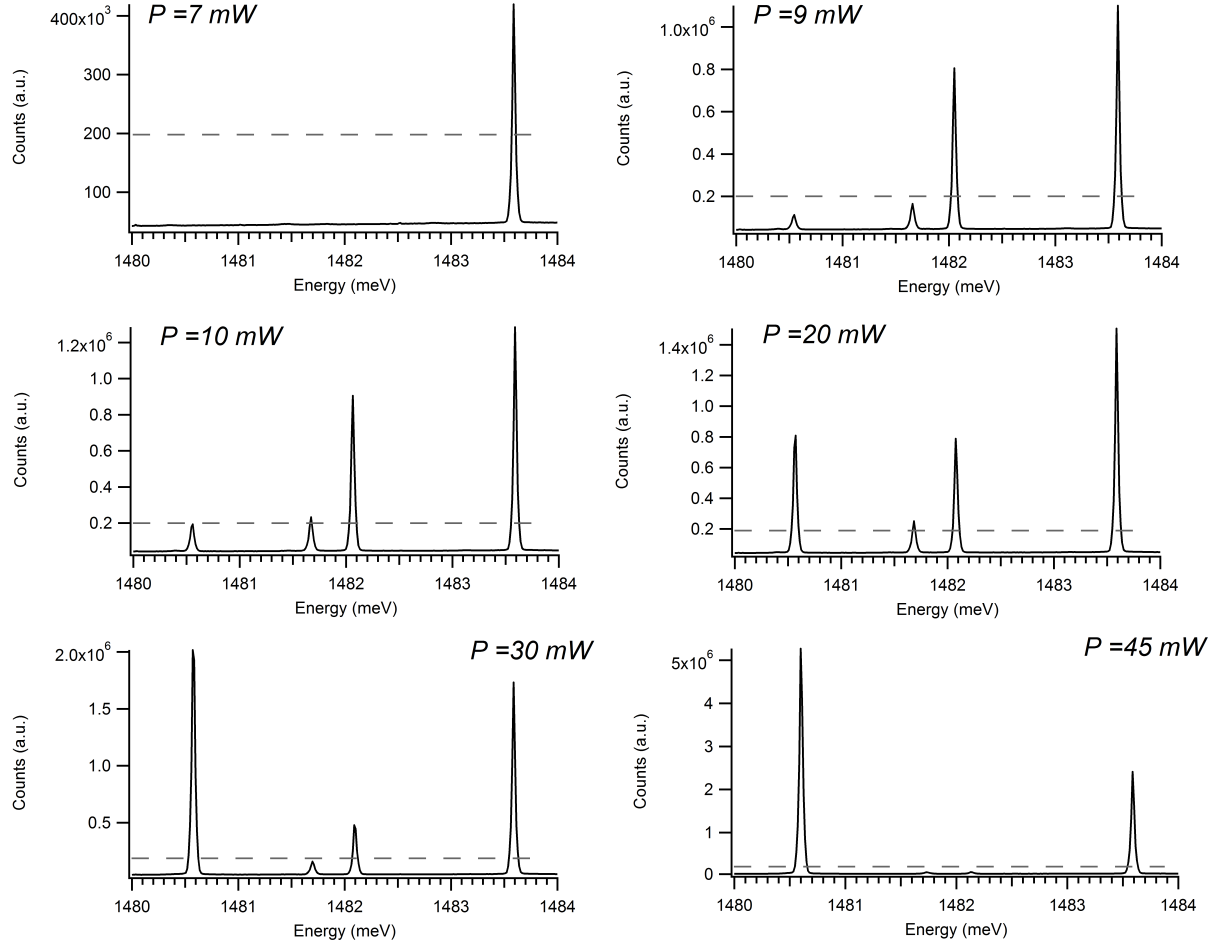 P =7 mW
400x10³
300
200
100
Counts (a.u.)
1480 1481 1482 1483 1484
Energy (meV)
P =9 mW
1.0x10⁶
0.8
0.6
0.4
0.2
Counts (a.u.)
1480 1481 1482 1483 1484
Energy (meV)
P =10 mW
1.2x10⁶
1.0
0.8
0.6
0.4
0.2
Counts (a.u.)
1480 1481 1482 1483 1484
Energy (meV)
P =20 mW
1.4x10⁶
1.2
1.0
0.8
0.6
0.4
0.2
Counts (a.u.)
1480 1481 1482 1483 1484
Energy (meV)
P =30 mW
2.0x10⁶
1.5
1.0
0.5
Counts (a.u.)
1480 1481 1482 1483 1484
Energy (meV)
P =45 mW
5x10⁶
4
3
2
1
0
Counts (a.u.)
1480 1481 1482 1483 1484
Energy (meV)